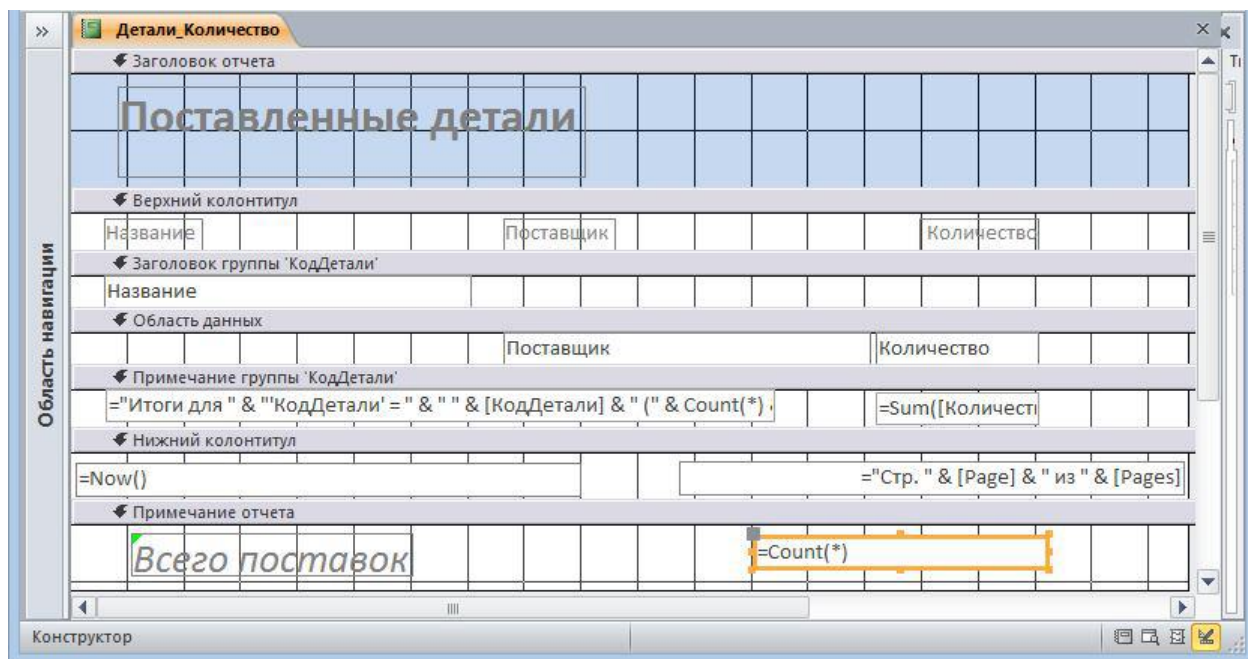 » Детали_Количество
Заголовок отчета
Поставленные детали
Верхний колонтитул
Название Поставщик Количество
Заголовок группы 'КодДетали'
Название
Область данных
Поставщик Количество
Примечание группы 'КодДетали'
="Итоги для " & "'КодДетали' = " & " " & [КодДетали] & " (" & Count(*) =Sum([Количест
Нижний колонтитул
=Now() ="Стр. " & [Page] & " из " & [Pages]
Примечание отчета
Всего поставок =Count(*)
Область навигации
Конструктор